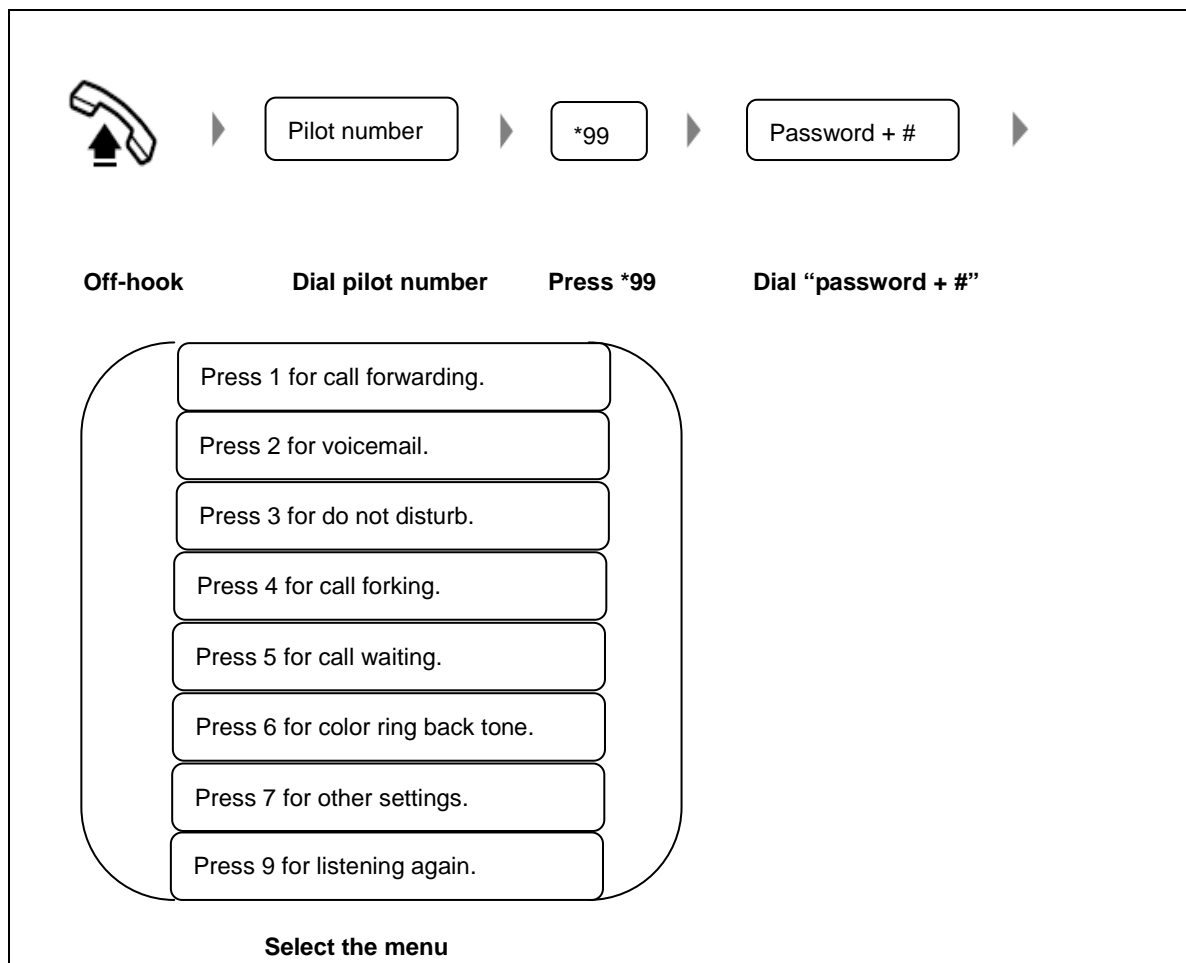 Pilot number
*99
Password + #
Off-hook
Dial pilot number
Press *99
Dial “password + #”
Press 1 for call forwarding.
Press 2 for voicemail.
Press 3 for do not disturb.
Press 4 for call forking.
Press 5 for call waiting.
Press 6 for color ring back tone.
Press 7 for other settings.
Press 9 for listening again.
Select the menu